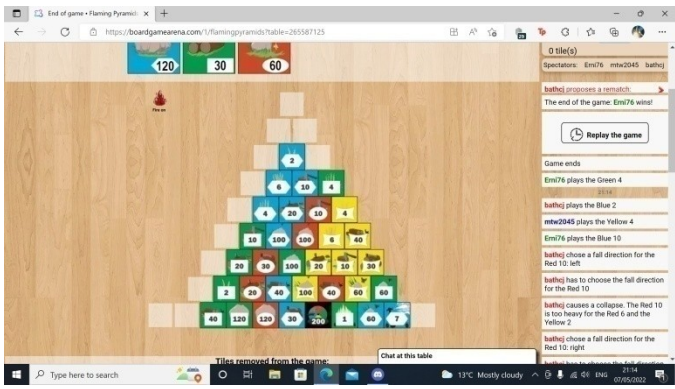 End of game • Flaming Pyramids
https://boardgamearena.com/1/flamingpyramids?table=265587125
120 30 60
Fire on
2
6 10 4
4 20 10 4
10 100 100 6 40
20 30 100 20 10 30
2 20 40 100 40 60 60
40 120 120 30 200 1 60 7
Tiles removed from the game:
0 tile(s)
Spectators: Emi76 mtw2045 bathcj
bathcj proposes a rematch.
The end of the game: Emi76 wins!
Replay the game
Game ends
Emi76 plays the Green 4
21:14
bathcj plays the Blue 2
mtw2045 plays the Yellow 4
Emi76 plays the Blue 10
bathcj chose a fall direction for the
Red 10: left
bathcj has to choose the fall direction
for the Red 10
bathcj causes a collapse. The Red 10
is too heavy for the Red 6 and the
Yellow 2
bathcj chose a fall direction for the
Red 10: right
Chat at this table
Type here to search
13°C Mostly cloudy
ENG
21:14
07/05/2022